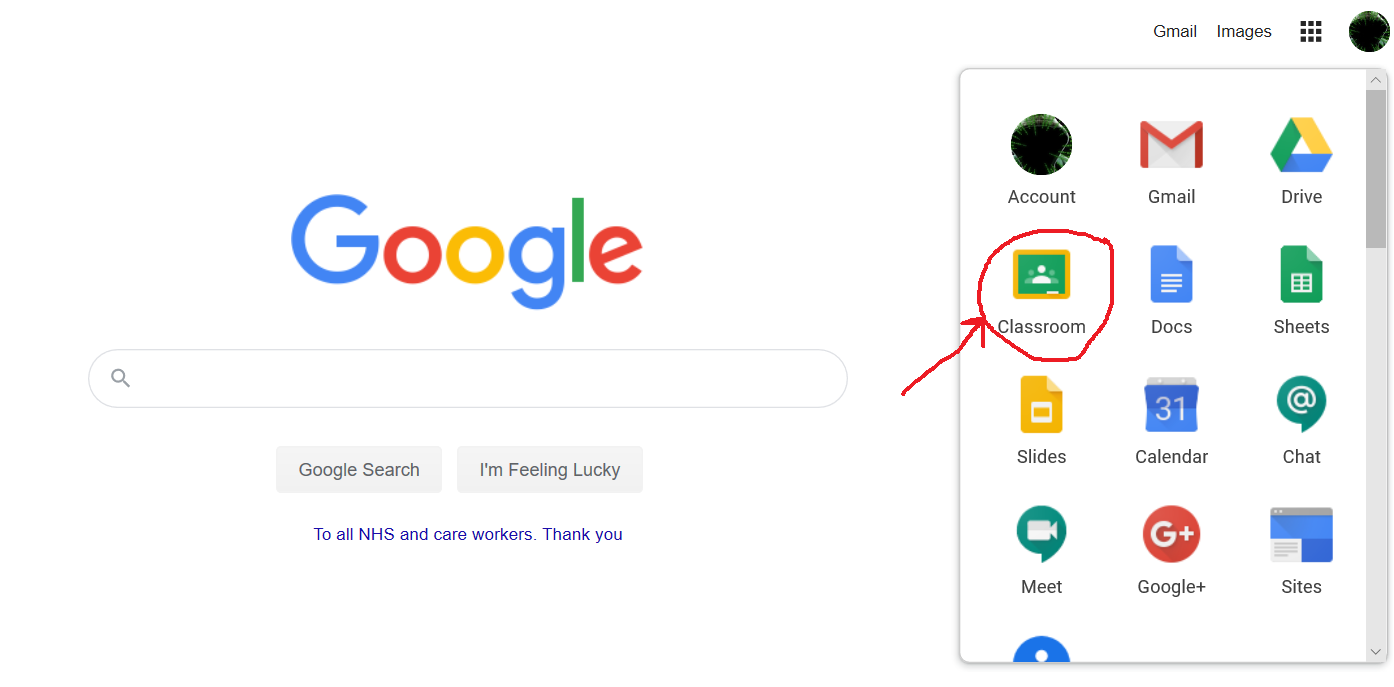 Gmail Images
Account Gmail Drive
Google
Classroom Docs Sheets
Slides Calendar 31 Chat @
Google Search I'm Feeling Lucky
To all NHS and care workers. Thank you
G+
Meet Google+ Sites